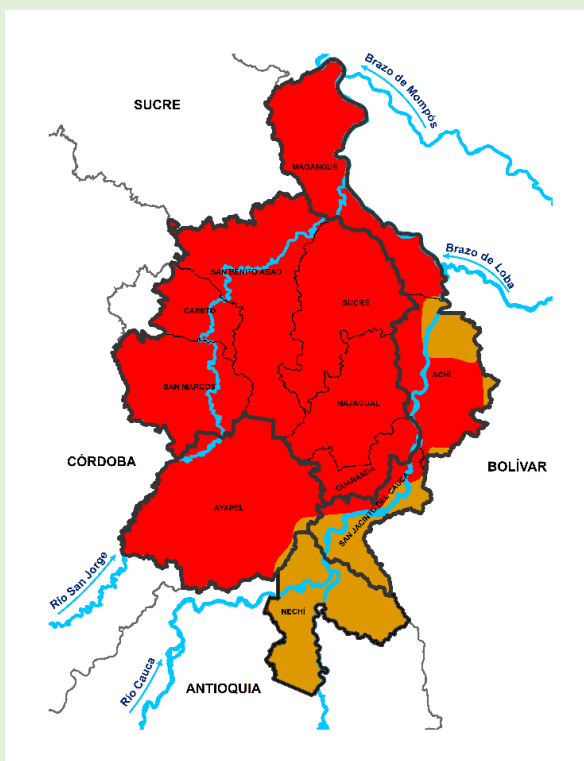 Brazo de Mompós
SUCRE
MAGANGUÉ
Brazo de Loba
SAN BENITO ABAD
SUCRE
CAIMITO
ACHÍ
SAN MARCOS
MAJAGUAL
CÓRDOBA
BOLÍVAR
GUARANDA
SAN JACINTO DEL CAUCA
AYAPEL
Río San Jorge
NECHÍ
Río Cauca
ANTIOQUIA